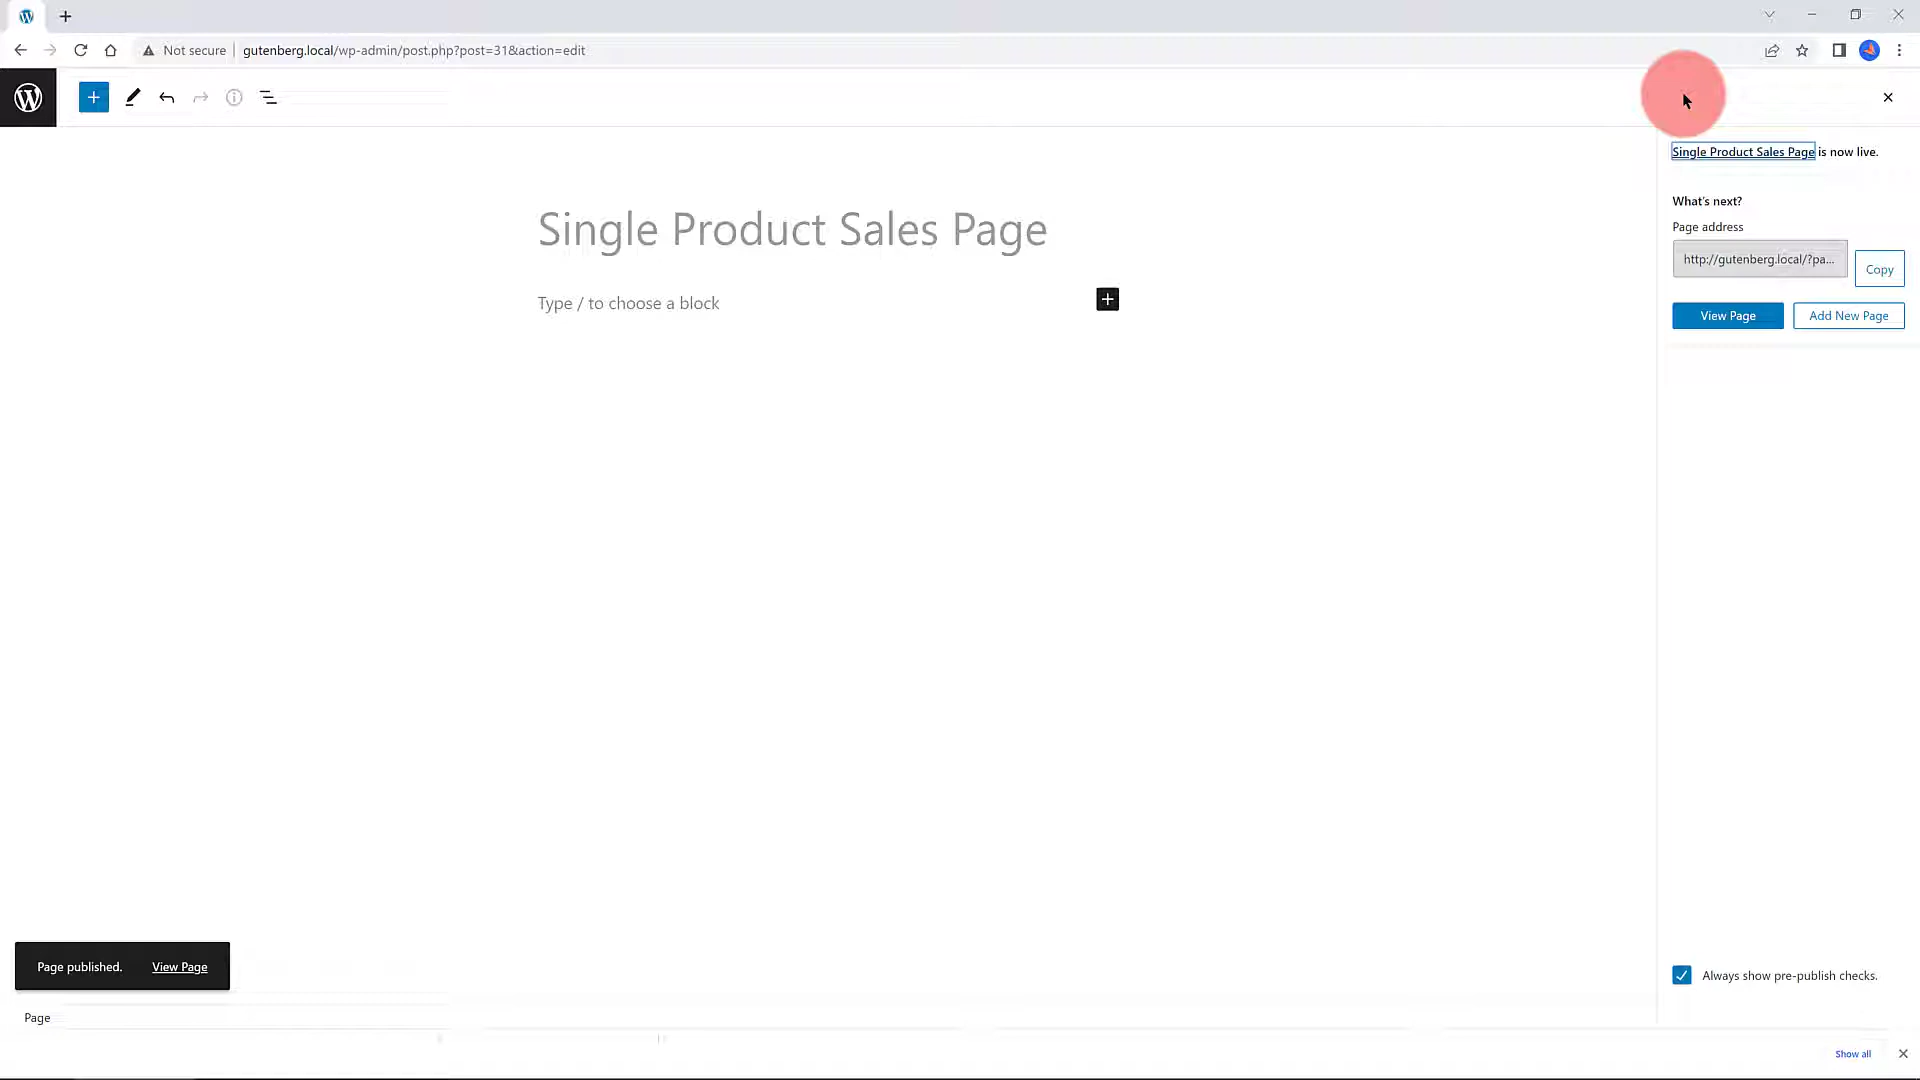 Not secure gutenberg.local/wp-admin/post.php?post=31&action=edit
Single Product Sales Page is now live.
What's next?
Page address
http://gutenberg.local/?pa...
Copy
View Page Add New Page
Single Product Sales Page
Type / to choose a block
Page published. View Page
Always show pre-publish checks.
Page
Show all